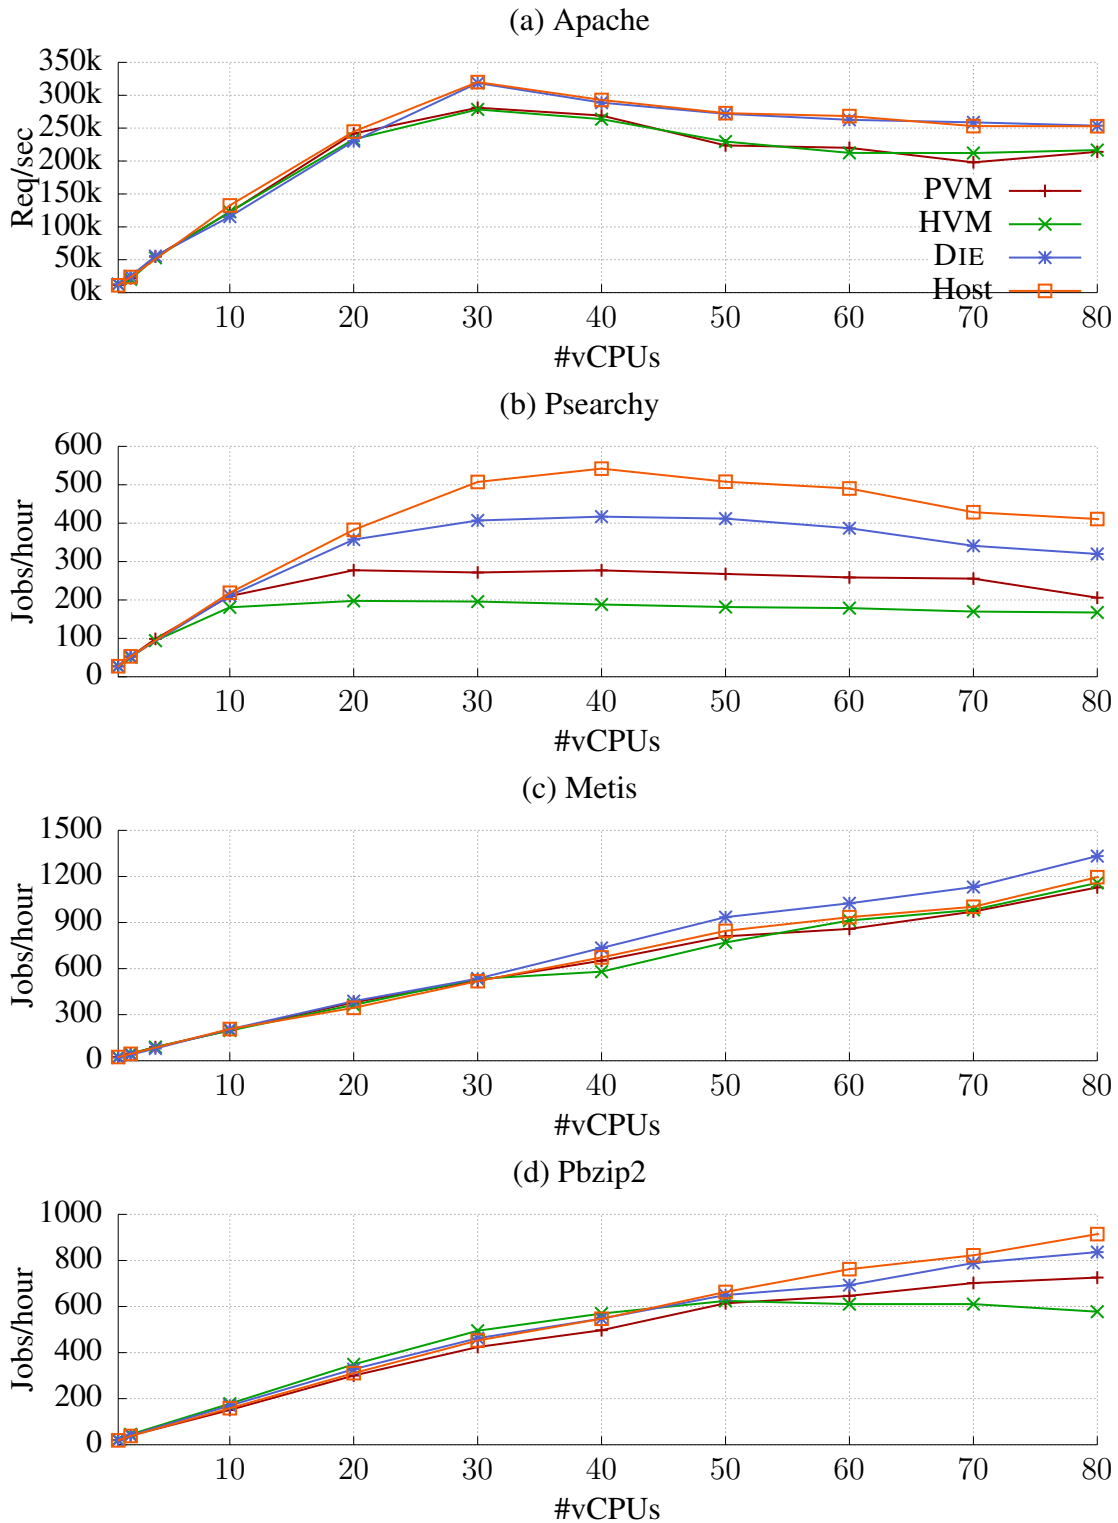 (a) Apache
350k
300k
250k
200k
150k
100k
50k
0k
Req/sec
PVM
HVM
DIE
Host
10 20 30 40 50 60 70 80
#vCPUs
(b) Psearchy
600
500
400
300
200
100
0
Jobs/hour
10 20 30 40 50 60 70 80
#vCPUs
(c) Metis
1500
1200
900
600
300
0
Jobs/hour
10 20 30 40 50 60 70 80
#vCPUs
(d) Pbzip2
1000
800
600
400
200
0
Jobs/hour
10 20 30 40 50 60 70 80
#vCPUs